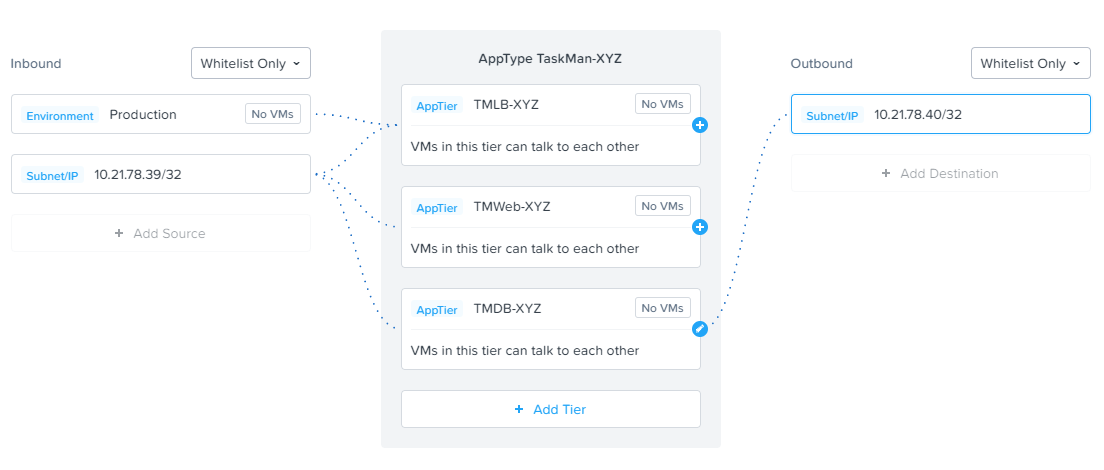 Inbound
Whitelist Only
Environment Production No VMs
Subnet/IP 10.21.78.39/32
+ Add Source
AppType TaskMan-XYZ
AppTier TMLB-XYZ No VMs
VMs in this tier can talk to each other
AppTier TMWeb-XYZ No VMs
VMs in this tier can talk to each other
AppTier TMDB-XYZ No VMs
VMs in this tier can talk to each other
+ Add Tier
Outbound
Whitelist Only
Subnet/IP 10.21.78.40/32
+ Add Destination